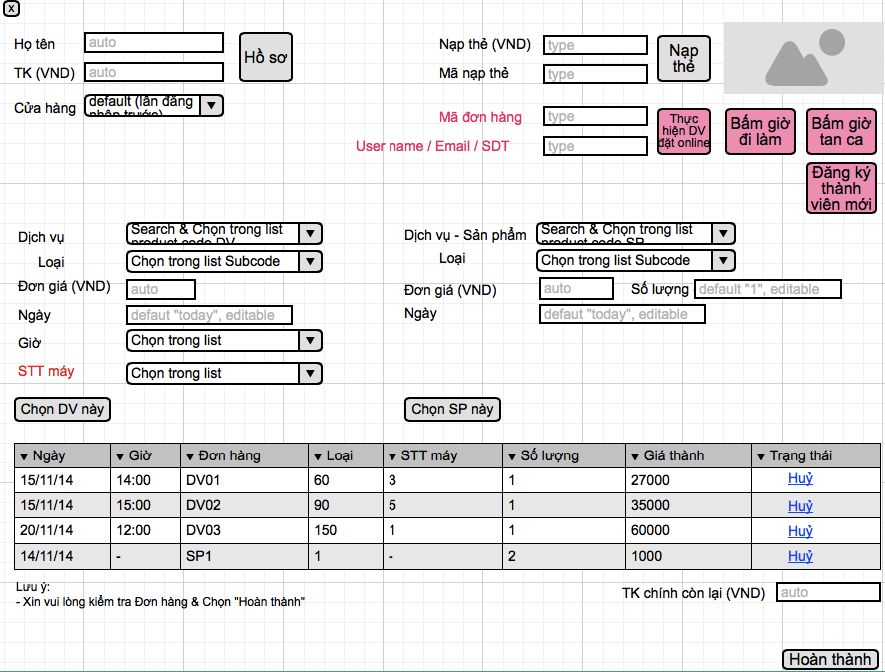 x
Họ tên auto
TK (VND) auto
Hồ sơ
Cửa hàng default (lần đăng nhập trước)
Nạp thẻ (VND) type
Mã nạp thẻ type
Nạp thẻ
Mã đơn hàng type
User name / Email / SDT type
Thực hiện DV đặt online
Bấm giờ đi làm
Bấm giờ tan ca
Đăng ký thành viên mới
Dịch vụ Search & Chọn trong list product code DV
Loại Chọn trong list Subcode
Đơn giá (VND) auto
Ngày defaut "today", editable
Giờ Chọn trong list
STT máy Chọn trong list
Chọn DV này
Dịch vụ - Sản phẩm Search & Chọn trong list product code SP
Loại Chọn trong list Subcode
Đơn giá (VND) auto Số lượng default "1", editable
Ngày defaut "today", editable
Chọn SP này
Ngày Giờ Đơn hàng Loại STT máy Số lượng Giá thành Trạng thái
15/11/14 14:00 DV01 60 3 1 27000 Huỷ
15/11/14 15:00 DV02 90 5 1 35000 Huỷ
20/11/14 12:00 DV03 150 1 1 60000 Huỷ
14/11/14 - SP1 1 - 2 1000 Huỷ
Lưu ý:
- Xin vui lòng kiểm tra Đơn hàng & Chọn "Hoàn thành"
TK chính còn lại (VND) auto
Hoàn thành